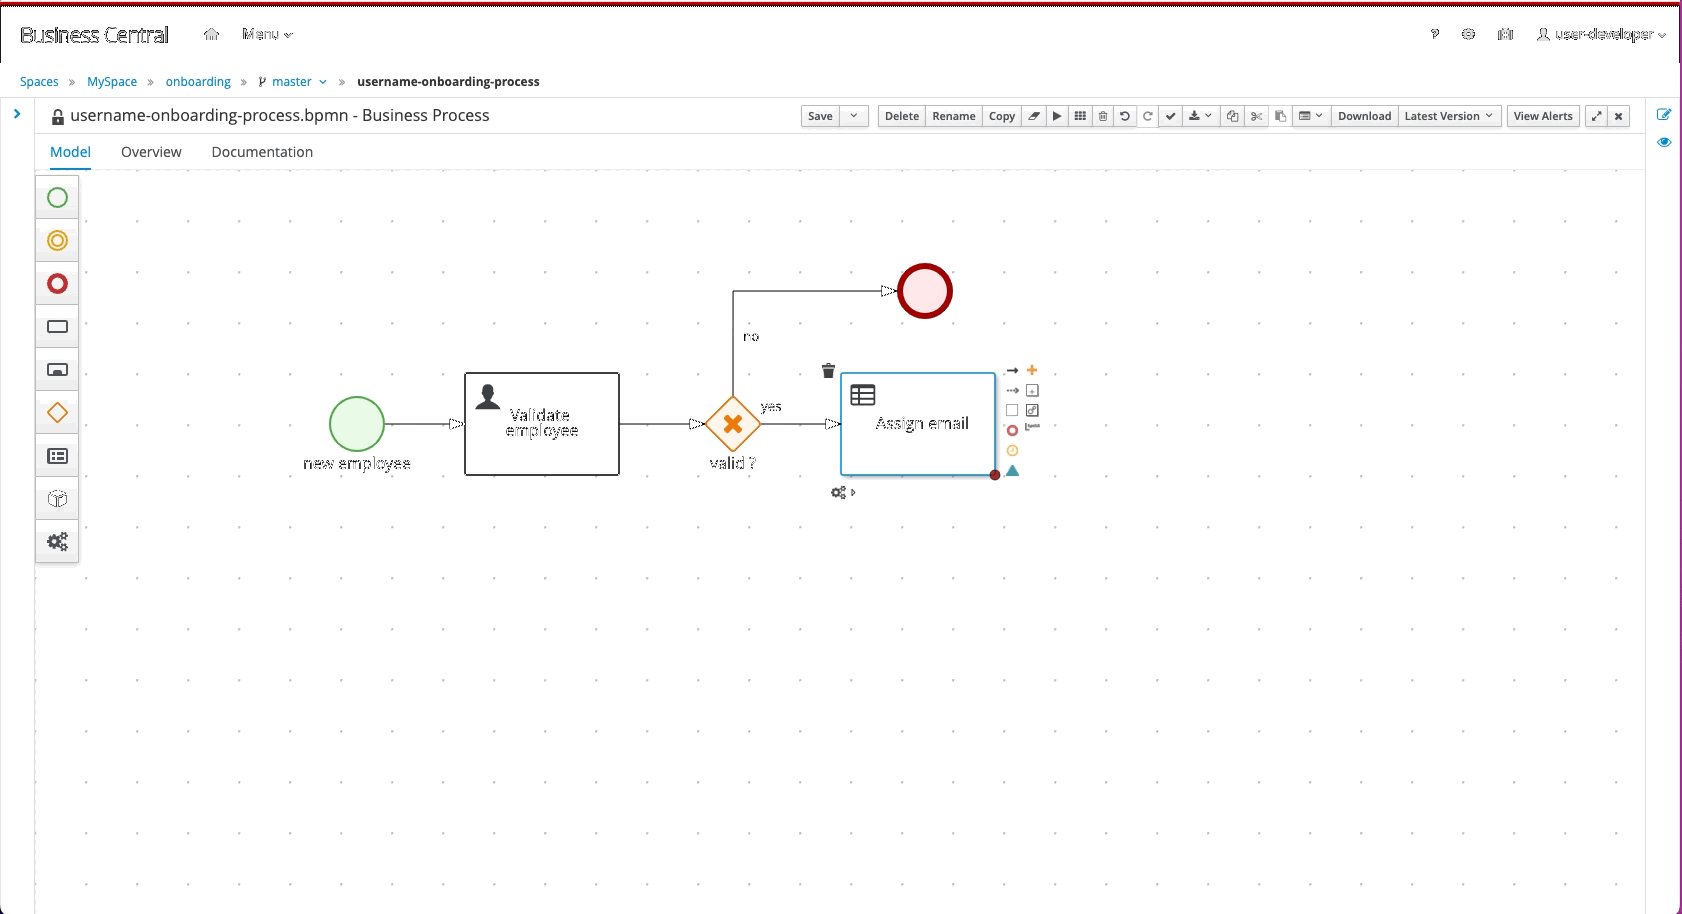 Business Central Menu ? user-developer
Spaces » MySpace » onboarding » master » username-onboarding-process
username-onboarding-process.bpmn - Business Process Save Delete Rename Copy Download Latest Version View Alerts
Model Overview Documentation
no
yes
Validate
employee
Assign email
new employee
valid ?